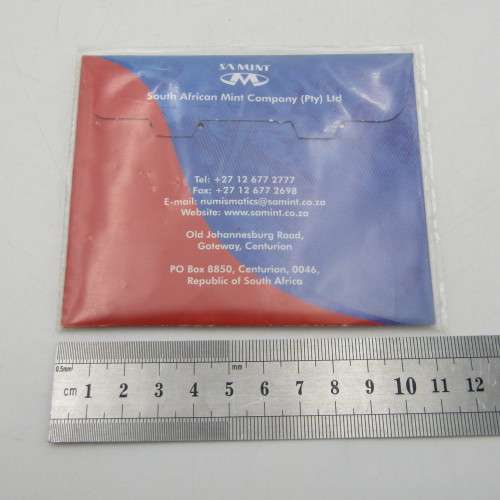 SA MINT
South African Mint Company (Pty) Ltd
Tel: +27 12 677 2777
Fax: +27 12 677 2698
E-mail: numismatics@samint.co.za
Website: www.samint.co.za
Old Johannesburg Road,
Gateway, Centurion
PO Box 8850, Centurion, 0046,
Republic of South Africa
0.5mm mm
cm 1 2 3 4 5 6 7 8 9 10 11 12